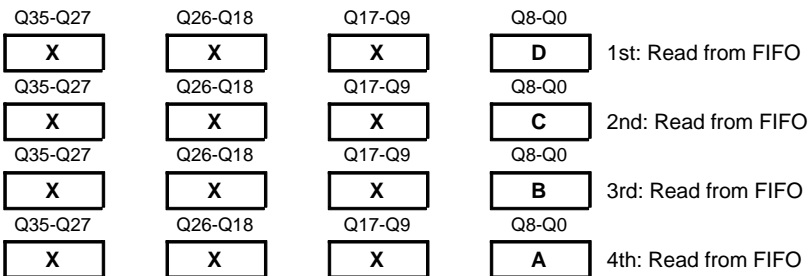 Q35-Q27 Q26-Q18 Q17-Q9 Q8-Q0
X X X D 1st: Read from FIFO
Q35-Q27 Q26-Q18 Q17-Q9 Q8-Q0
X X X C 2nd: Read from FIFO
Q35-Q27 Q26-Q18 Q17-Q9 Q8-Q0
X X X B 3rd: Read from FIFO
Q35-Q27 Q26-Q18 Q17-Q9 Q8-Q0
X X X A 4th: Read from FIFO